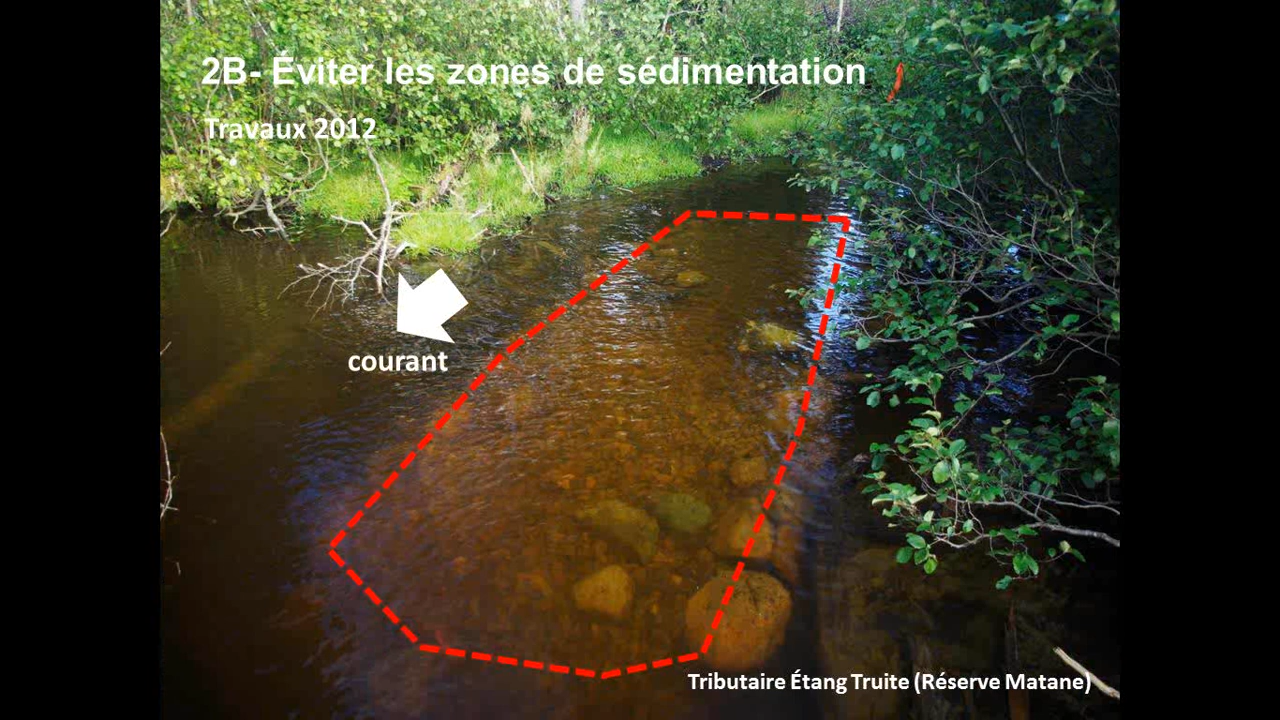 2B- Éviter les zones de sédimentation
Travaux 2012
courant
Tributaire Étang Truite (Réserve Matane)